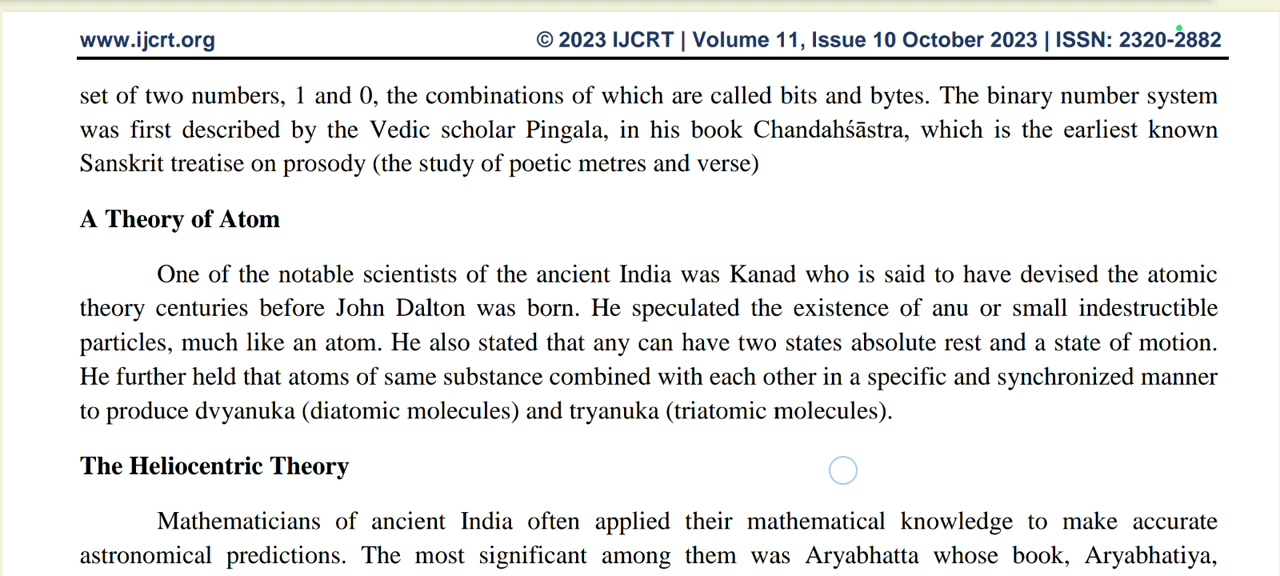 www.ijcrt.org © 2023 IJCRT | Volume 11, Issue 10 October 2023 | ISSN: 2320-2882
set of two numbers, 1 and 0, the combinations of which are called bits and bytes. The binary number system
was first described by the Vedic scholar Pingala, in his book Chandahśāstra, which is the earliest known
Sanskrit treatise on prosody (the study of poetic metres and verse)
A Theory of Atom
One of the notable scientists of the ancient India was Kanad who is said to have devised the atomic
theory centuries before John Dalton was born. He speculated the existence of anu or small indestructible
particles, much like an atom. He also stated that any can have two states absolute rest and a state of motion.
He further held that atoms of same substance combined with each other in a specific and synchronized manner
to produce dvyanuka (diatomic molecules) and tryanuka (triatomic molecules).
The Heliocentric Theory
Mathematicians of ancient India often applied their mathematical knowledge to make accurate
astronomical predictions. The most significant among them was Aryabhatta whose book, Aryabhatiya,